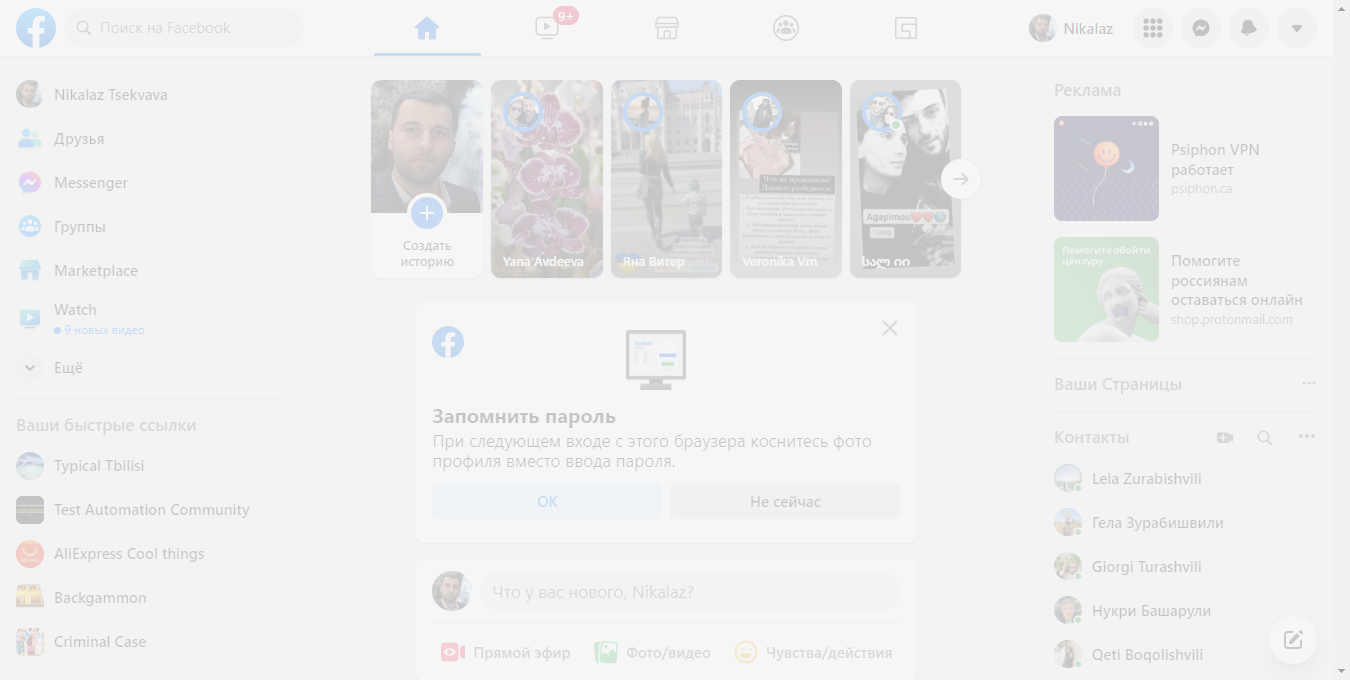 Поиск на Facebook
9+
Nikalaz
Nikalaz Tsekvava
Друзья
Messenger
Группы
Marketplace
Watch
9 новых видео
Ещё
Ваши быстрые ссылки
Typical Tbilisi
Test Automation Community
AliExpress Cool things
Backgammon
Criminal Case
Создать
историю
Yana Avdeeva
Яна Витер
Veronika Vrn
Agapimou
Запомнить пароль
При следующем входе с этого браузера коснитесь фото
профиля вместо ввода пароля.
ОК
Не сейчас
Что у вас нового, Nikalaz?
Прямой эфир
Фото/видео
Чувства/действия
Реклама
Psiphon VPN
работает
psiphon.ca
Помогите обойти
цензуру.
Помогите
россиянам
оставаться онлайн
shop.protonmail.com
Ваши Страницы
Контакты
Lela Zurabishvili
Гела Зурабишвили
Giorgi Turashvili
Нукри Башарули
Qeti Boqolishvili